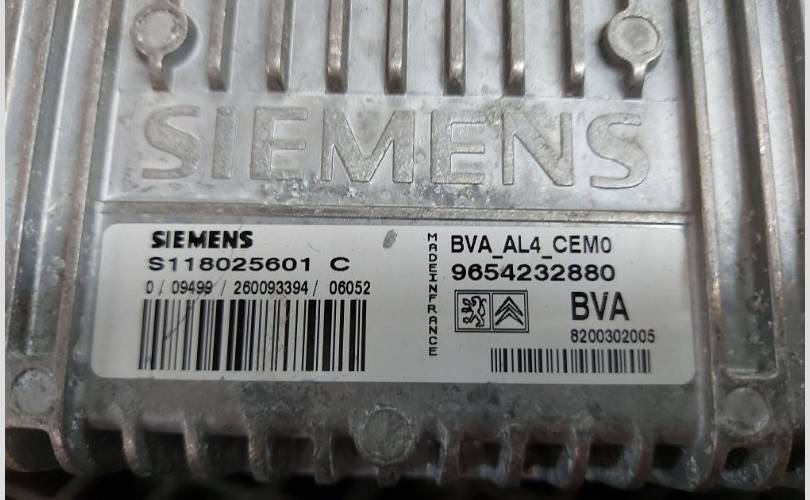 SIEMENS
SIEMENS
S118025601 C
0 / 09499 / 260093394 / 06052
MADEINFRANCE
BVA_AL4_CEM0
9654232880
BVA
8200302005